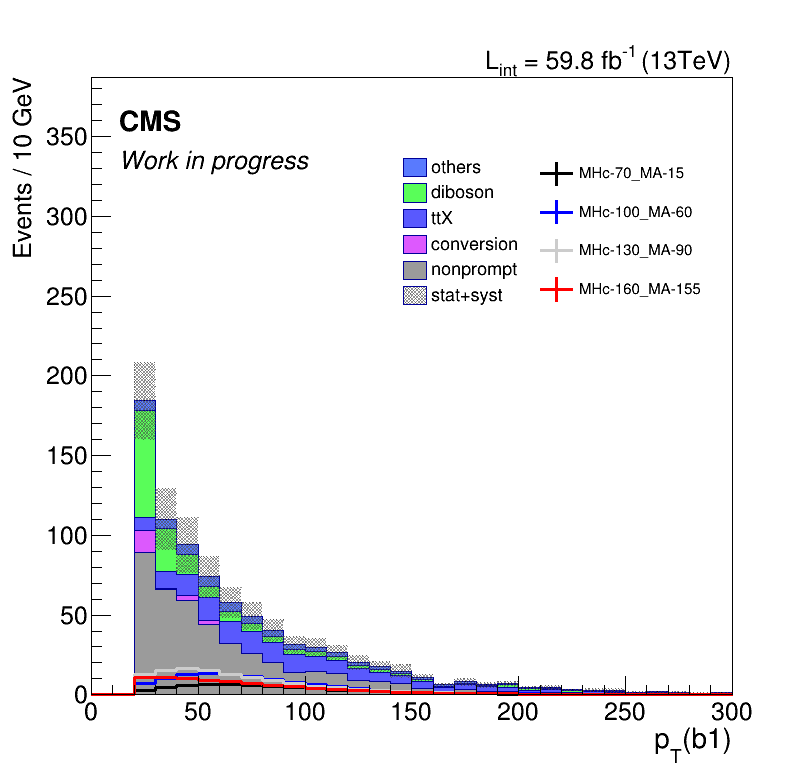 L_int = 59.8 fb^-1 (13TeV)
Events / 10 GeV
CMS
Work in progress
others
diboson
ttX
conversion
nonprompt
stat+syst
MHc-70_MA-15
MHc-100_MA-60
MHc-130_MA-90
MHc-160_MA-155
350
300
250
200
150
100
50
0
0 50 100 150 200 250 300
p_T(b1)